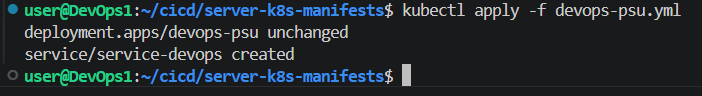 user@DevOps1:~/cicd/server-k8s-manifests$ kubectl apply -f devops-psu.yml
deployment.apps/devops-psu unchanged
service/service-devops created
user@DevOps1:~/cicd/server-k8s-manifests$